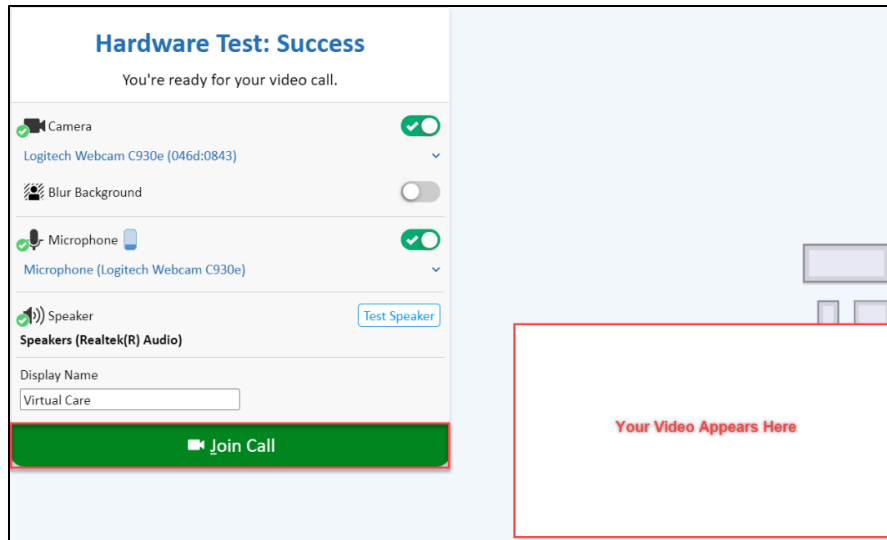 Hardware Test: Success
You're ready for your video call.
Camera
Logitech Webcam C930e (046d:0843)
Blur Background
Microphone
Microphone (Logitech Webcam C930e)
Speaker
Test Speaker
Speakers (Realtek(R) Audio)
Display Name
Virtual Care
Join Call
Your Video Appears Here